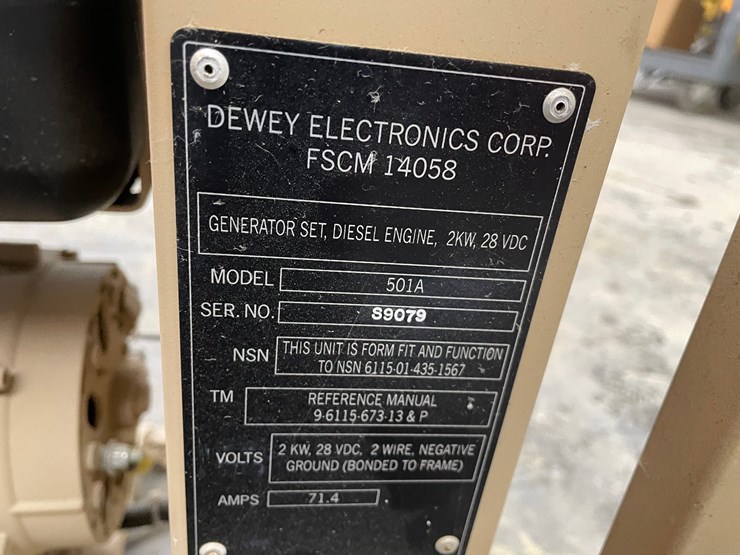 DEWEY ELECTRONICS CORP.
FSCM 14058
GENERATOR SET, DIESEL ENGINE, 2KW, 28 VDC
MODEL 501A
SER. NO. S9079
NSN THIS UNIT IS FORM FIT AND FUNCTION
TO NSN 6115-01-435-1567
TM REFERENCE MANUAL
9-6115-673-13 & P
VOLTS 2 KW, 28 VDC, 2 WIRE, NEGATIVE
GROUND (BONDED TO FRAME)
AMPS 71.4